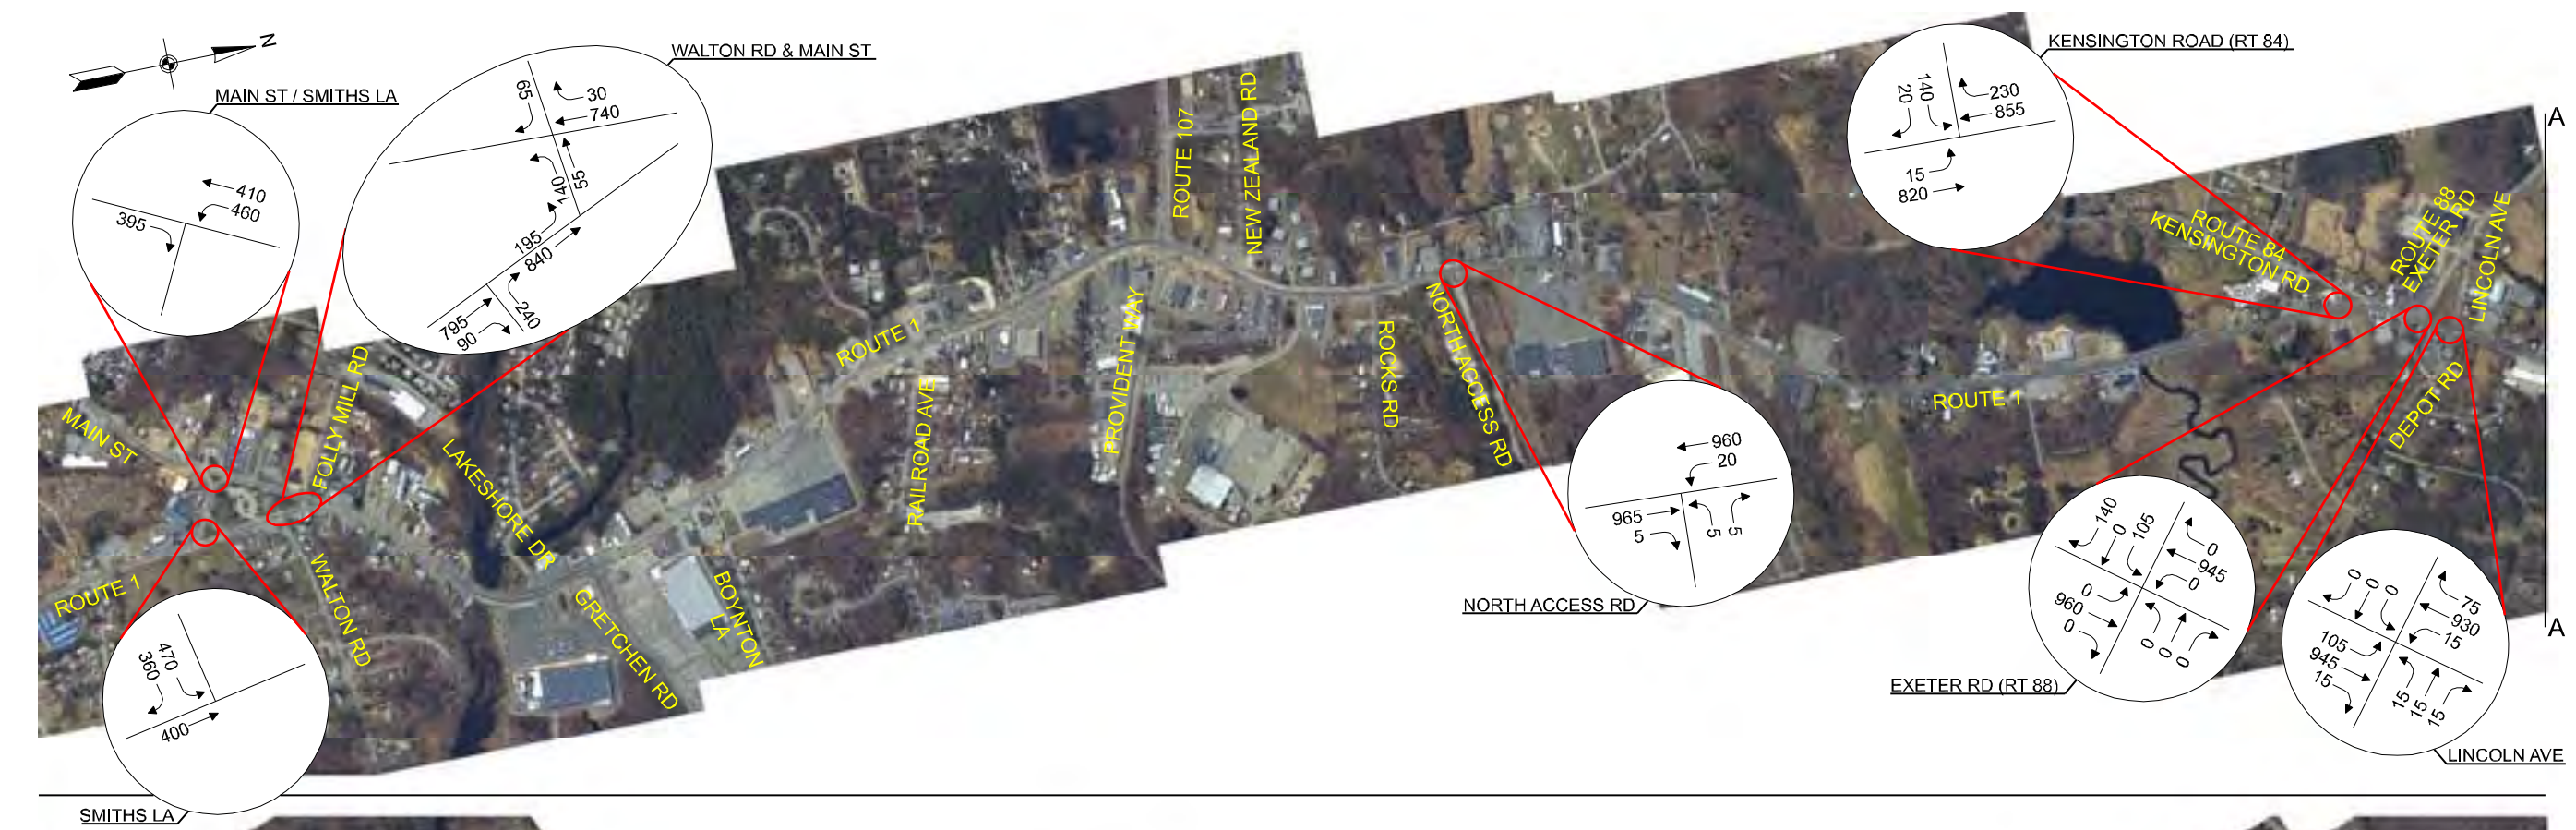 N
MAIN ST / SMITHS LA
410
460
395
WALTON RD & MAIN ST
65
30
740
140
55
195
840
795
90
240
KENSINGTON ROAD (RT 84)
20
140
230
855
15
820
A
ROUTE 107
NEW ZEALAND RD
ROUTE 84
KENSINGTON RD
ROUTE 88
EXETER RD
LINCOLN AVE
MAIN ST
FOLLY MILL RD
LAKESHORE DR
ROUTE 1
RAILROAD AVE
PROVIDENT WAY
ROCKS RD
NORTH ACCESS RD
ROUTE 1
DEPOT RD
ROUTE 1
WALTON RD
GRETCHEN RD
BOYNTON
LA
960
20
965
5
5
5
NORTH ACCESS RD
140
0
105
0
945
0
0
960
0
0
0
0
EXETER RD (RT 88)
0
0
0
75
930
15
105
945
15
15
15
15
LINCOLN AVE
A
470
360
400
SMITHS LA